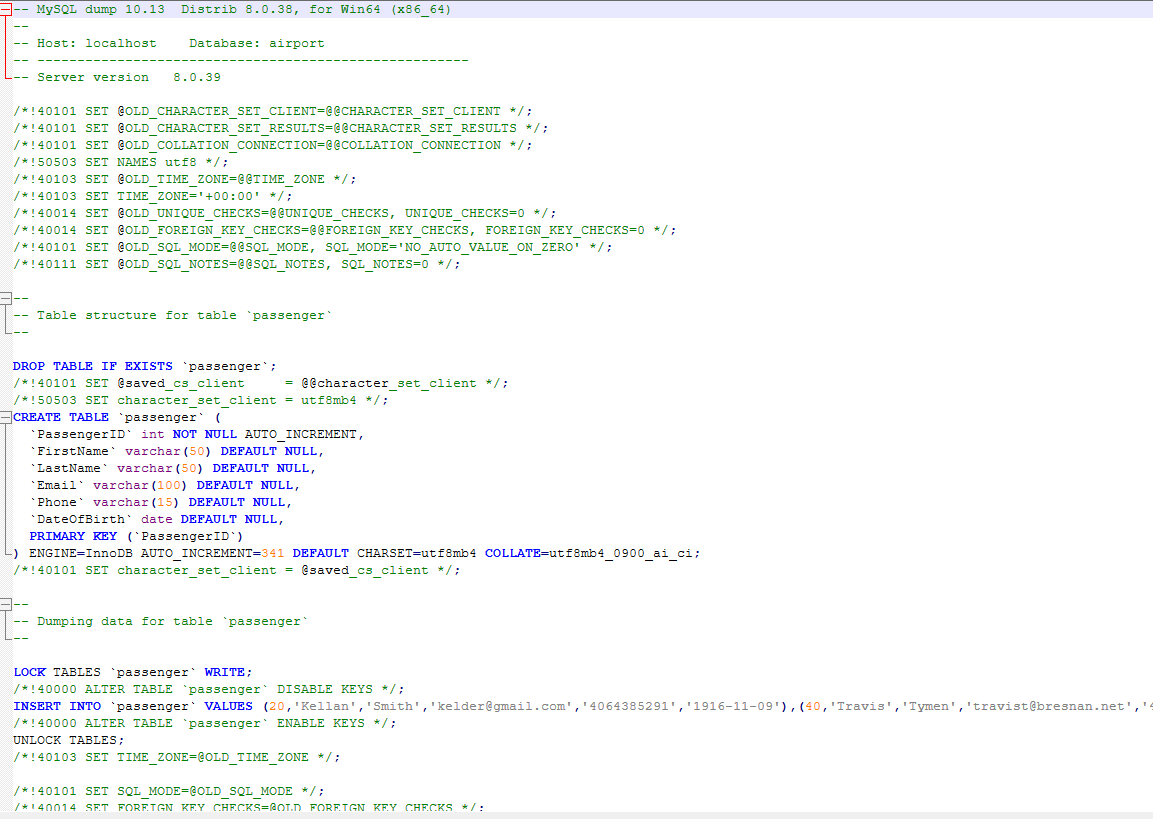 -- MySQL dump 10.13  Distrib 8.0.38, for Win64 (x86_64)
--
-- Host: localhost    Database: airport
-- ------------------------------------------------------
-- Server version	8.0.39
/*!40101 SET @OLD_CHARACTER_SET_CLIENT=@@CHARACTER_SET_CLIENT */;
/*!40101 SET @OLD_CHARACTER_SET_RESULTS=@@CHARACTER_SET_RESULTS */;
/*!40101 SET @OLD_COLLATION_CONNECTION=@@COLLATION_CONNECTION */;
/*!50503 SET NAMES utf8 */;
/*!40103 SET @OLD_TIME_ZONE=@@TIME_ZONE */;
/*!40103 SET TIME_ZONE='+00:00' */;
/*!40014 SET @OLD_UNIQUE_CHECKS=@@UNIQUE_CHECKS, UNIQUE_CHECKS=0 */;
/*!40014 SET @OLD_FOREIGN_KEY_CHECKS=@@FOREIGN_KEY_CHECKS, FOREIGN_KEY_CHECKS=0 */;
/*!40101 SET @OLD_SQL_MODE=@@SQL_MODE, SQL_MODE='NO_AUTO_VALUE_ON_ZERO' */;
/*!40111 SET @OLD_SQL_NOTES=@@SQL_NOTES, SQL_NOTES=0 */;
--
-- Table structure for table `passenger`
--
DROP TABLE IF EXISTS `passenger`;
/*!40101 SET @saved_cs_client     = @@character_set_client */;
/*!50503 SET character_set_client = utf8mb4 */;
CREATE TABLE `passenger` (
  `PassengerID` int NOT NULL AUTO_INCREMENT,
  `FirstName` varchar(50) DEFAULT NULL,
  `LastName` varchar(50) DEFAULT NULL,
  `Email` varchar(100) DEFAULT NULL,
  `Phone` varchar(15) DEFAULT NULL,
  `DateOfBirth` date DEFAULT NULL,
  PRIMARY KEY (`PassengerID`)
) ENGINE=InnoDB AUTO_INCREMENT=341 DEFAULT CHARSET=utf8mb4 COLLATE=utf8mb4_0900_ai_ci;
/*!40101 SET character_set_client = @saved_cs_client */;
--
-- Dumping data for table `passenger`
--
LOCK TABLES `passenger` WRITE;
/*!40000 ALTER TABLE `passenger` DISABLE KEYS */;
INSERT INTO `passenger` VALUES (20,'Kellan','Smith','kelder@gmail.com','4064385291','1916-11-09'),(40,'Travis','Tymen','travist@bresnan.net','4
/*!40000 ALTER TABLE `passenger` ENABLE KEYS */;
UNLOCK TABLES;
/*!40103 SET TIME_ZONE=@OLD_TIME_ZONE */;
/*!40101 SET SQL_MODE=@OLD_SQL_MODE */;
/*!40014 SET FOREIGN_KEY_CHECKS=@OLD_FOREIGN_KEY_CHECKS */;